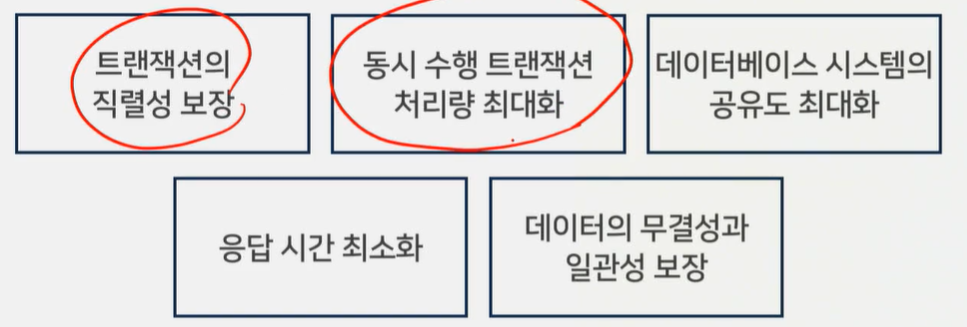 트랜잭션의
직렬성 보장
동시 수행 트랜잭션
처리량 최대화
데이터베이스 시스템의
공유도 최대화
응답 시간 최소화
데이터의 무결성과
일관성 보장